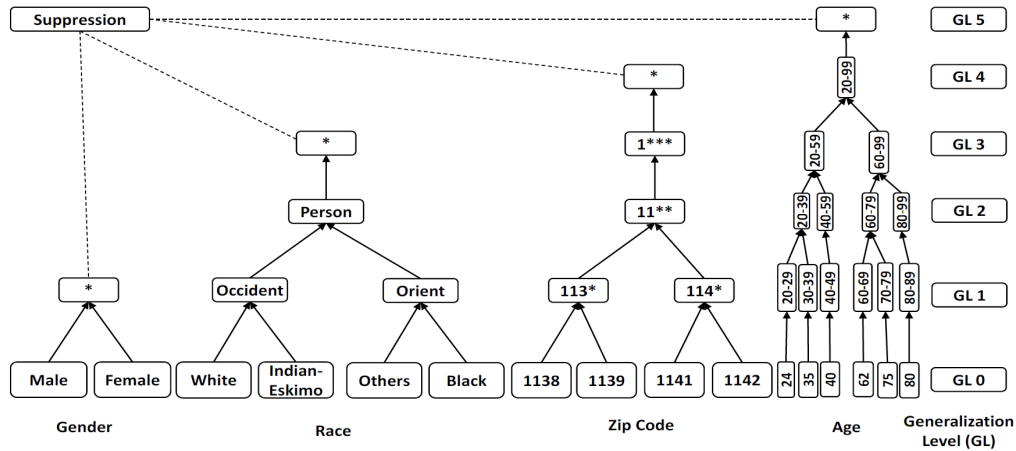 Suppression
*
GL 5
*
20-99
GL 4
*
1***
20-59
60-99
GL 3
Person
11**
20-39
40-59
60-79
80-99
GL 2
*
Occident
Orient
113*
114*
20-29
30-39
40-49
60-69
70-79
80-89
GL 1
Male
Female
White
Indian-
Eskimo
Others
Black
1138
1139
1141
1142
24
35
40
62
75
80
GL 0
Gender
Race
Zip Code
Age
Generalization
Level (GL)